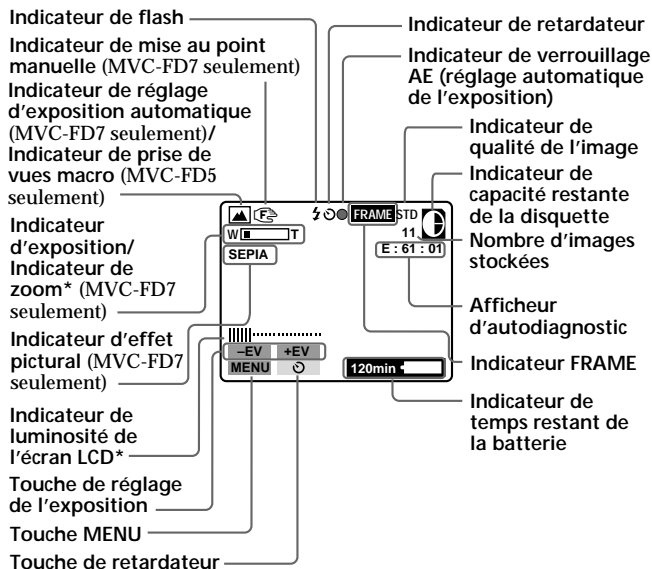 Indicateur de flash
Indicateur de mise au point
manuelle (MVC-FD7 seulement)
Indicateur de réglage
d'exposition automatique
(MVC-FD7 seulement)/
Indicateur de prise de
vues macro (MVC-FD5
seulement)
Indicateur
d'exposition/
Indicateur de
zoom* (MVC-FD7
seulement)
Indicateur d'effet
pictural (MVC-FD7
seulement)
Indicateur de
luminosité de
l'écran LCD*
Touche de réglage
de l'exposition
Touche MENU
Touche de retardateur
F
FRAME STD
11
W T
E : 61 : 01
SEPIA
–EV +EV
MENU
120min
Indicateur de retardateur
Indicateur de verrouillage
AE (réglage automatique
de l'exposition)
Indicateur de
qualité de l'image
Indicateur de
capacité restante
de la disquette
Nombre d'images
stockées
Afficheur
d'autodiagnostic
Indicateur FRAME
Indicateur de
temps restant de
la batterie